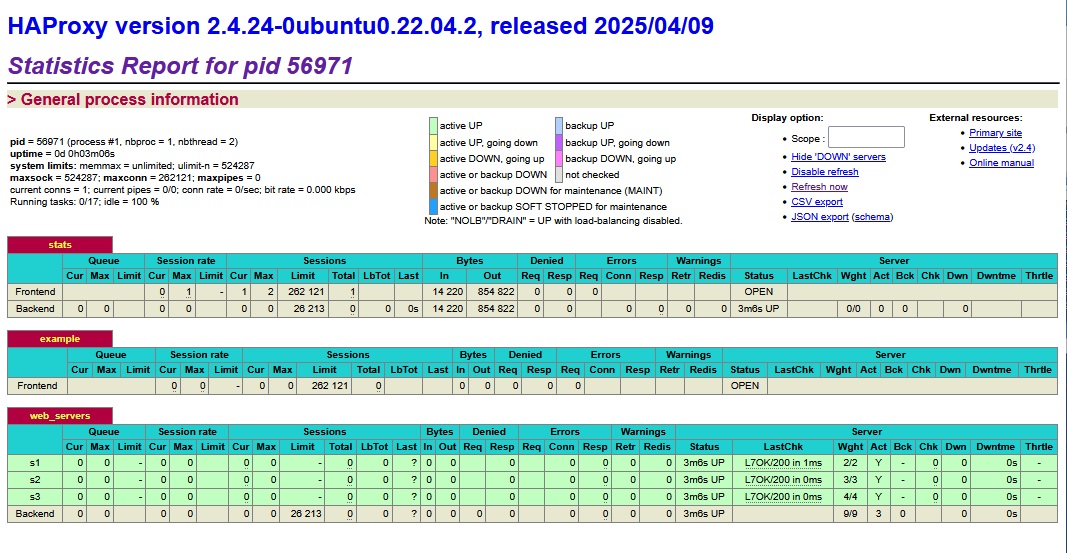 HAProxy version 2.4.24-0ubuntu0.22.04.2, released 2025/04/09
Statistics Report for pid 56971
> General process information
pid = 56971 (process #1, nbproc = 1, nbthread = 2)
uptime = 0d 0h03m06s
system limits: memmax = unlimited; ulimit-n = 524287
maxsock = 524287; maxconn = 262121; maxpipes = 0
current conns = 1; current pipes = 0/0; conn rate = 0/sec; bit rate = 0.000 kbps
Running tasks: 0/17; idle = 100 %
active UP backup UP
active UP, going down backup UP, going down
active DOWN, going up backup DOWN, going up
active or backup DOWN not checked
active or backup DOWN for maintenance (MAINT)
active or backup SOFT STOPPED for maintenance
Note: "NOLB"/"DRAIN" = UP with load-balancing disabled.
Display option:
• Scope :
• Hide 'DOWN' servers
• Disable refresh
• Refresh now
• CSV export
• JSON export (schema)
External resources:
• Primary site
• Updates (v2.4)
• Online manual
stats
Queue Session rate Sessions Bytes Denied Errors Warnings Server
Cur Max Limit Cur Max Limit Cur Max Limit Total LbTot Last In Out Req Resp Req Conn Resp Retr Redis Status LastChk Wght Act Bck Chk Dwn Dwntme Thrtle
Frontend 0 1 - 1 2 262 121 1 14 220 854 822 0 0 0 OPEN
Backend 0 0 0 0 0 0 26 213 0 0 0s 14 220 854 822 0 0 0 0 0 0 3m6s UP 0/0 0 0 0
example
Queue Session rate Sessions Bytes Denied Errors Warnings Server
Cur Max Limit Cur Max Limit Cur Max Limit Total LbTot Last In Out Req Resp Req Conn Resp Retr Redis Status LastChk Wght Act Bck Chk Dwn Dwntme Thrtle
Frontend 0 0 - 0 0 262 121 0 0 0 0 0 0 OPEN
web_servers
Queue Session rate Sessions Bytes Denied Errors Warnings Server
Cur Max Limit Cur Max Limit Cur Max Limit Total LbTot Last In Out Req Resp Req Conn Resp Retr Redis Status LastChk Wght Act Bck Chk Dwn Dwntme Thrtle
s1 0 0 - 0 0 0 0 - 0 0 ? 0 0 0 0 0 0 0 3m6s UP L7OK/200 in 1ms 2/2 Y - 0 0 0s -
s2 0 0 - 0 0 0 0 - 0 0 ? 0 0 0 0 0 0 0 3m6s UP L7OK/200 in 0ms 3/3 Y - 0 0 0s -
s3 0 0 - 0 0 0 0 - 0 0 ? 0 0 0 0 0 0 0 3m6s UP L7OK/200 in 0ms 4/4 Y - 0 0 0s -
Backend 0 0 0 0 0 0 26 213 0 0 ? 0 0 0 0 0 0 0 0 3m6s UP 9/9 3 0 0 0s